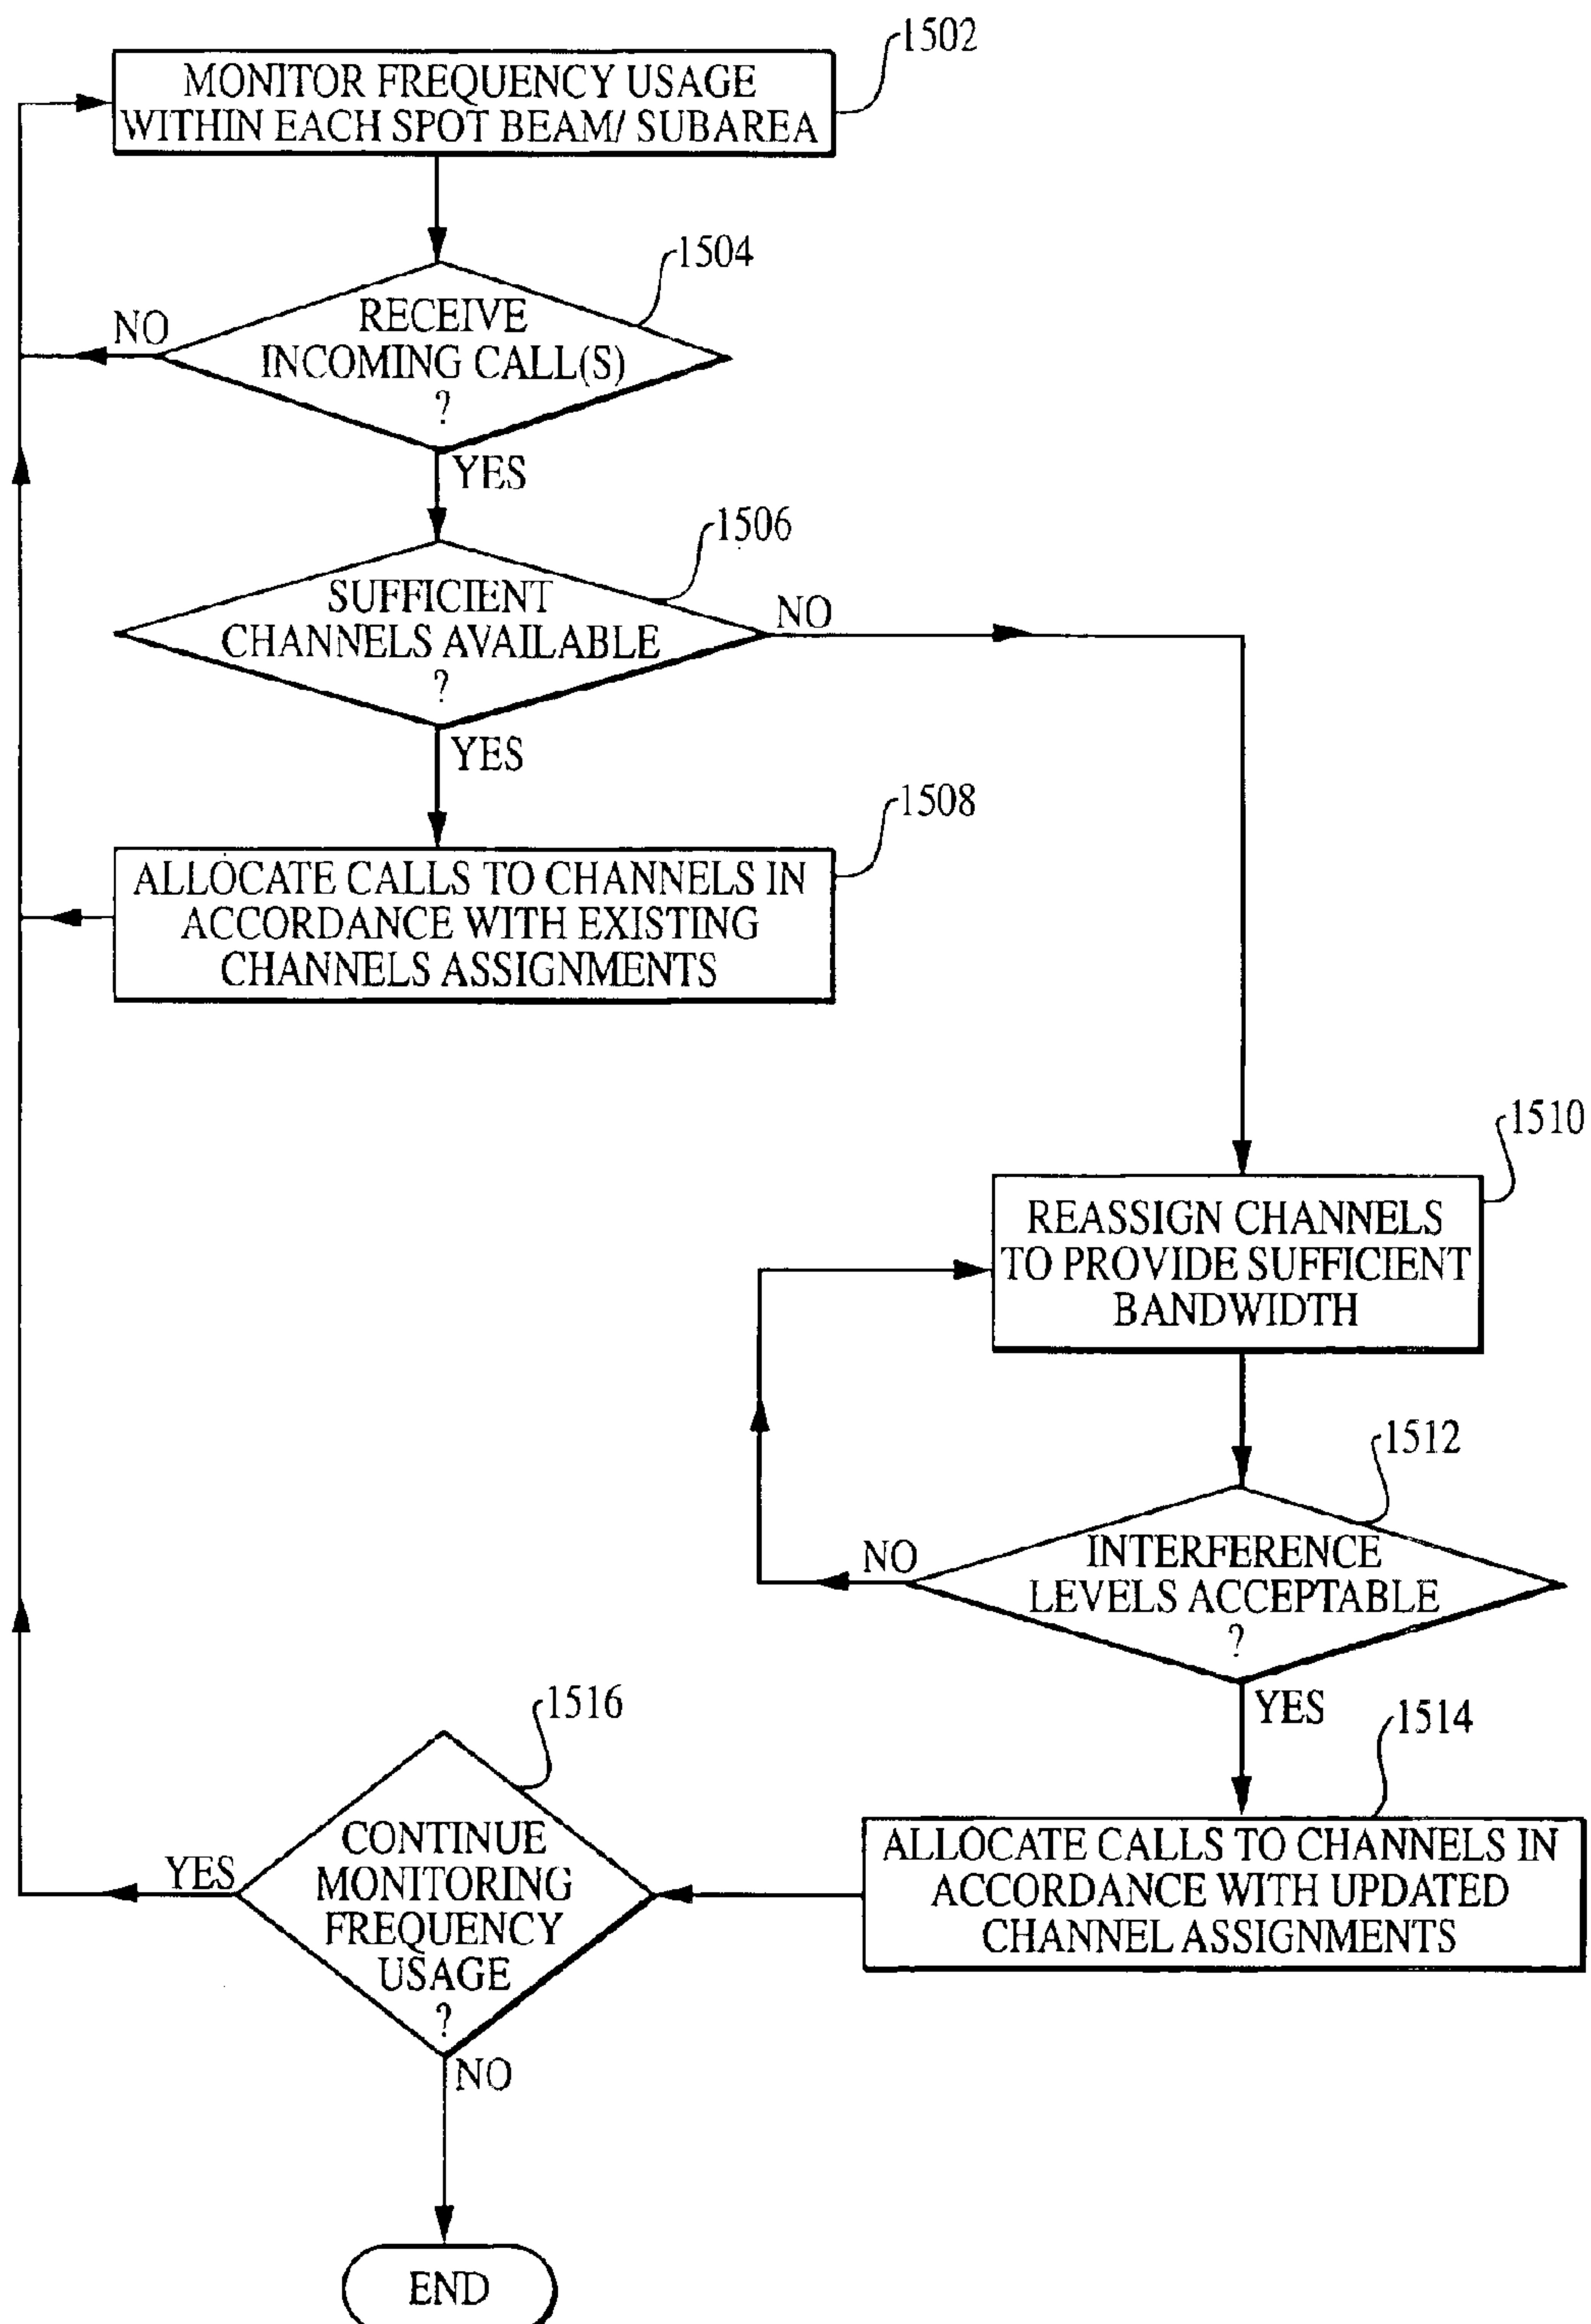 1502
MONITOR FREQUENCY USAGE
WITHIN EACH SPOT BEAM/ SUBAREA
1504
NO
RECEIVE
INCOMING CALL(S)
?
YES
1506
SUFFICIENT
CHANNELS AVAILABLE
?
NO
YES
1508
ALLOCATE CALLS TO CHANNELS IN
ACCORDANCE WITH EXISTING
CHANNELS ASSIGNMENTS
1510
REASSIGN CHANNELS
TO PROVIDE SUFFICIENT
BANDWIDTH
1512
NO
INTERFERENCE
LEVELS ACCEPTABLE
?
YES
1514
ALLOCATE CALLS TO CHANNELS IN
ACCORDANCE WITH UPDATED
CHANNEL ASSIGNMENTS
1516
YES
CONTINUE
MONITORING
FREQUENCY
USAGE
?
NO
END